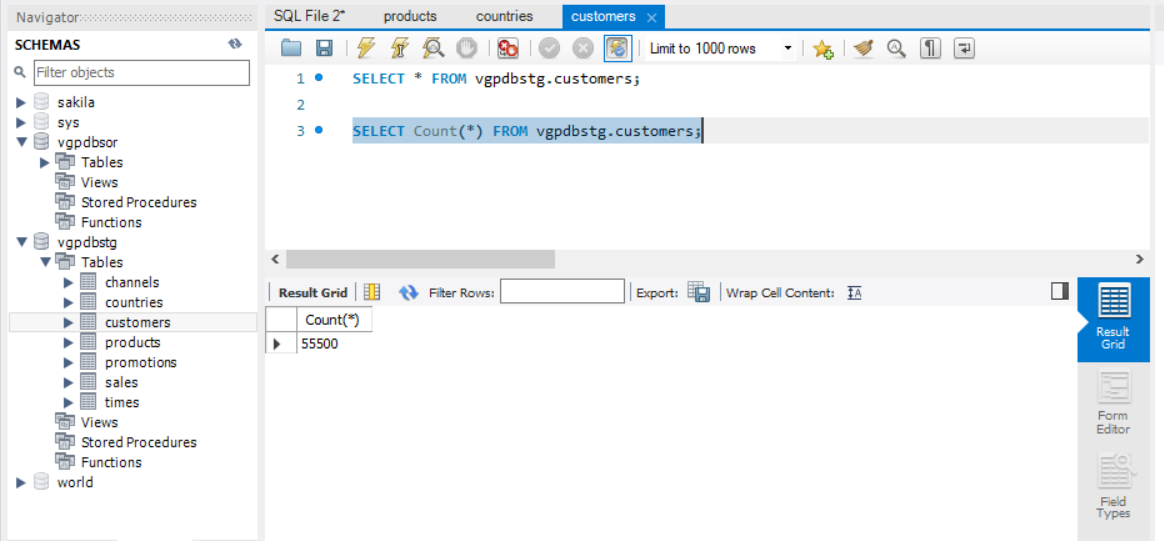 Navigator
SCHEMAS
Filter objects
sakila
sys
vgpdbsor
Tables
Views
Stored Procedures
Functions
vgpdbstg
Tables
channels
countries
customers
products
promotions
sales
times
Views
Stored Procedures
Functions
world
SQL File 2* products countries customers
Limit to 1000 rows
1 SELECT * FROM vgpdbstg.customers;
2
3 SELECT Count(*) FROM vgpdbstg.customers;
Result Grid Filter Rows: Export: Wrap Cell Content: IA
Count(*)
55500
Result
Grid
Form
Editor
Field
Types